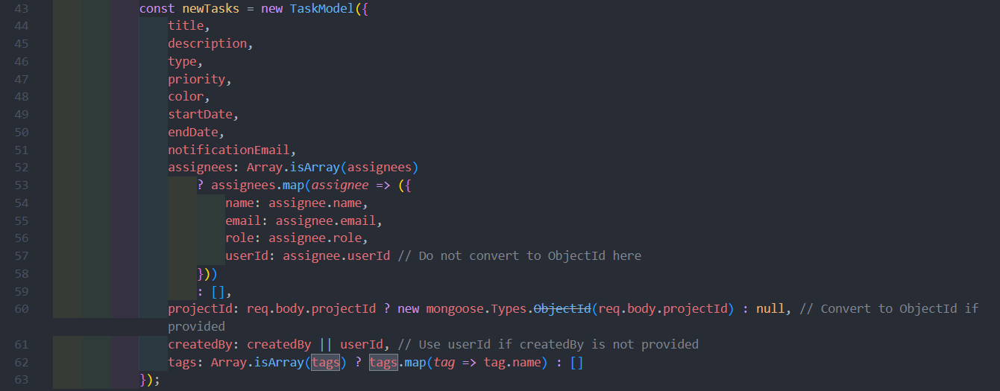 43 const newTasks = new TaskModel({
44 title,
45 description,
46 type,
47 priority,
48 color,
49 startDate,
50 endDate,
51 notificationEmail,
52 assignees: Array.isArray(assignees)
53 ? assignees.map(assignee => ({
54 name: assignee.name,
55 email: assignee.email,
56 role: assignee.role,
57 userId: assignee.userId // Do not convert to ObjectId here
58 }))
59 : [],
60 projectId: req.body.projectId ? new mongoose.Types.ObjectId(req.body.projectId) : null, // Convert to ObjectId if
provided
61 createdBy: createdBy || userId, // Use userId if createdBy is not provided
62 tags: Array.isArray(tags) ? tags.map(tag => tag.name) : []
63 });